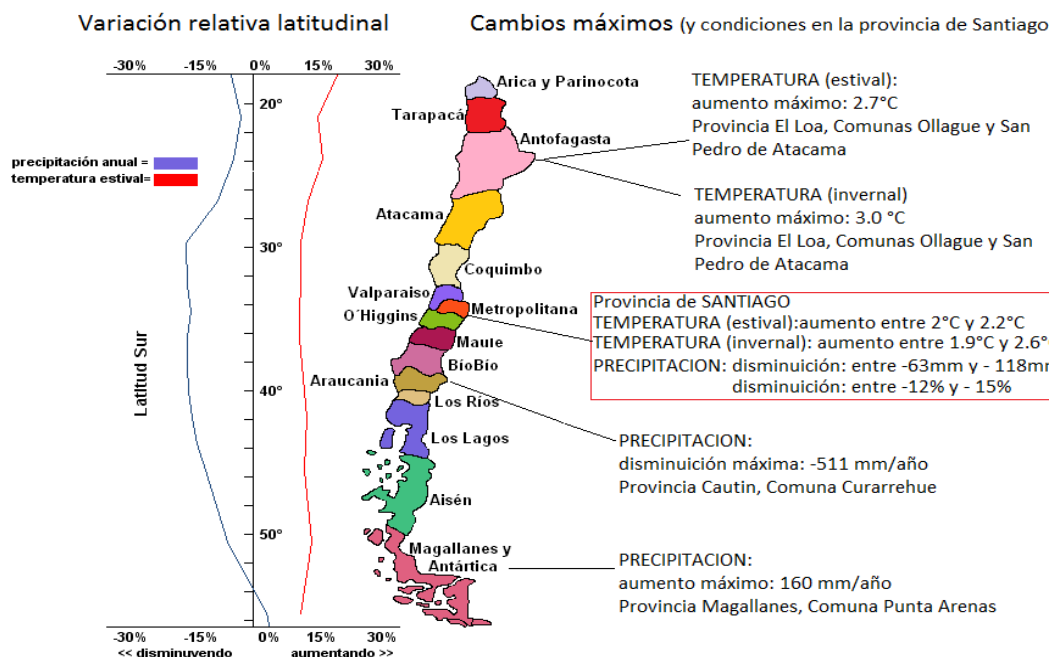 Variación relativa latitudinal
Cambios máximos (y condiciones en la provincia de Santiago
-30% -15% 0% 15% 30%
precipitación anual =
temperatura estival=
Latitud Sur
20°
30°
40°
50°
-30% -15% 0% 15% 30%
<< disminuyendo aumentando >>
Arica y Parinocota
Tarapacá
Antofagasta
Atacama
Coquimbo
Valparaiso
Metropolitana
O´Higgins
Maule
BíoBío
Araucania
Los Ríos
Los Lagos
Aisén
Magallanes y
Antártica
TEMPERATURA (estival):
aumento máximo: 2.7°C
Provincia El Loa, Comunas Ollague y San
Pedro de Atacama
TEMPERATURA (invernal)
aumento máximo: 3.0 °C
Provincia El Loa, Comunas Ollague y San
Pedro de Atacama
Provincia de SANTIAGO
TEMPERATURA (estival):aumento entre 2°C y 2.2°C
TEMPERATURA (invernal): aumento entre 1.9°C y 2.6°
PRECIPITACION: disminuición: entre -63mm y - 118mm
disminución: entre -12% y - 15%
PRECIPITACION:
disminuición máxima: -511 mm/año
Provincia Cautin, Comuna Curarrehue
PRECIPITACION:
aumento máximo: 160 mm/año
Provincia Magallanes, Comuna Punta Arenas